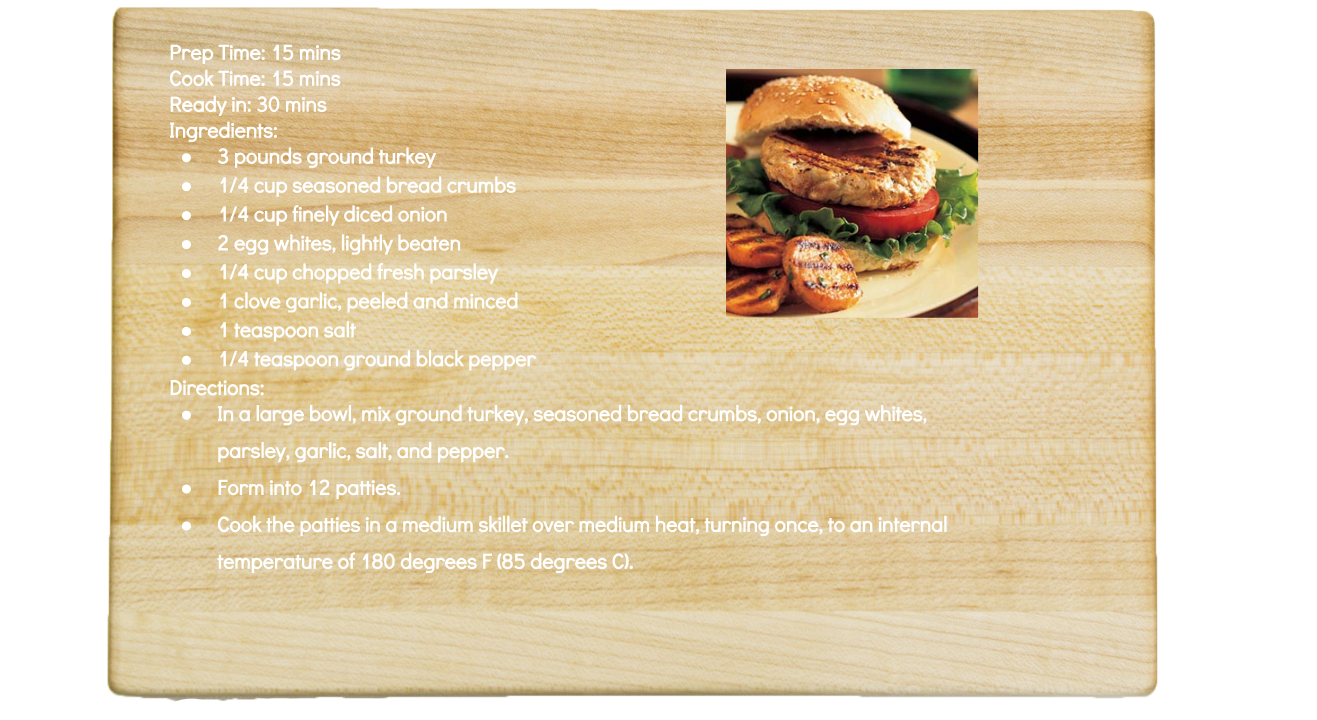 Prep Time: 15 mins
Cook Time: 15 mins
Ready in: 30 mins
Ingredients:
● 3 pounds ground turkey
● 1/4 cup seasoned bread crumbs
● 1/4 cup finely diced onion
● 2 egg whites, lightly beaten
● 1/4 cup chopped fresh parsley
● 1 clove garlic, peeled and minced
● 1 teaspoon salt
● 1/4 teaspoon ground black pepper
Directions:
● In a large bowl, mix ground turkey, seasoned bread crumbs, onion, egg whites,
parsley, garlic, salt, and pepper.
● Form into 12 patties.
● Cook the patties in a medium skillet over medium heat, turning once, to an internal
temperature of 180 degrees F (85 degrees C).